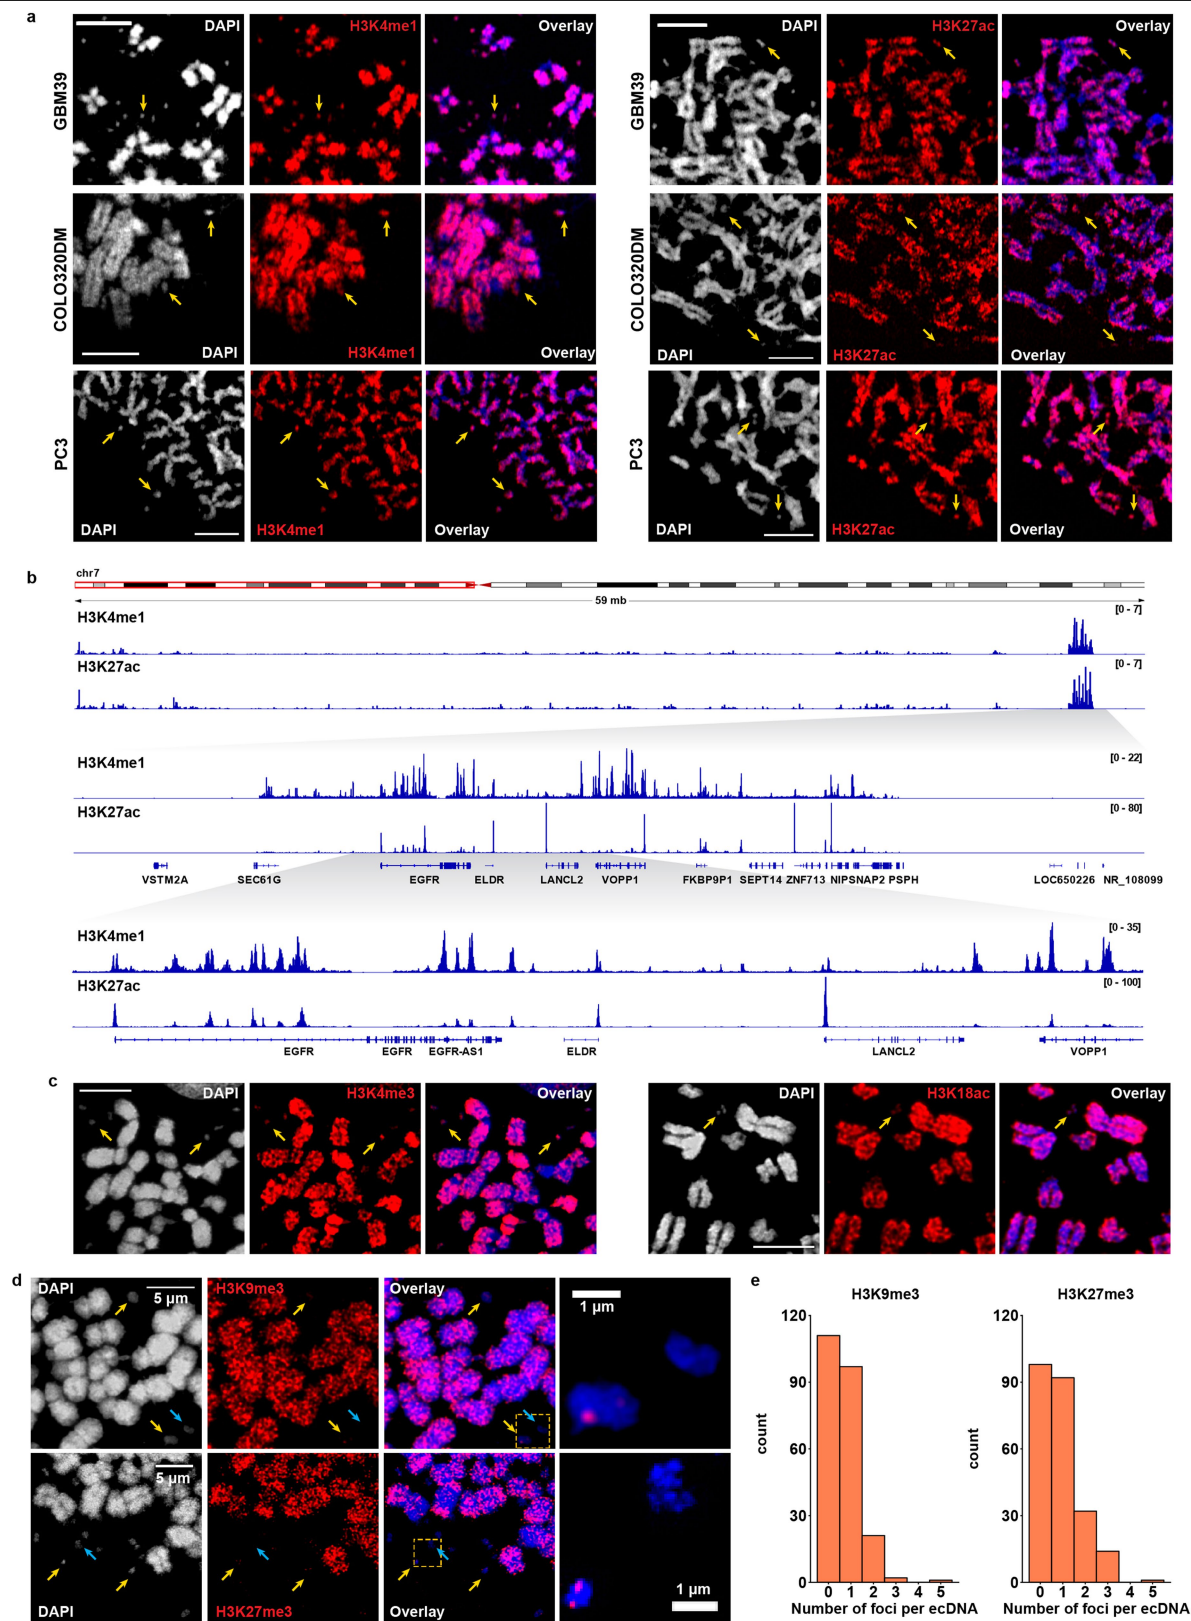 a
DAPI H3K4me1 Overlay DAPI H3K27ac Overlay
GBM39 GBM39
COLO320DM COLO320DM
DAPI H3K4me1 Overlay DAPI H3K27ac Overlay
PC3 PC3
DAPI H3K4me1 Overlay DAPI H3K27ac Overlay
b
chr7
59 mb
H3K4me1 [0 - 7]
H3K27ac [0 - 7]
H3K4me1 [0 - 22]
H3K27ac [0 - 80]
VSTM2A SEC61G EGFR ELDR LANCL2 VOPP1 FKBP9P1 SEPT14 ZNF713 NIPSNAP2 PSPH LOC650226 NR_108099
H3K4me1 [0 - 35]
H3K27ac [0 - 100]
EGFR EGFR EGFR-AS1 ELDR LANCL2 VOPP1
c
DAPI H3K4me3 Overlay DAPI H3K18ac Overlay
d
DAPI 5 µm H3K9me3 Overlay 1 µm
5 µm
DAPI H3K27me3 Overlay 1 µm
e
H3K9me3 H3K27me3
120 120
90 90
60 60
30 30
0 0
count count
0 1 2 3 4 5 0 1 2 3 4 5
Number of foci per ecDNA Number of foci per ecDNA